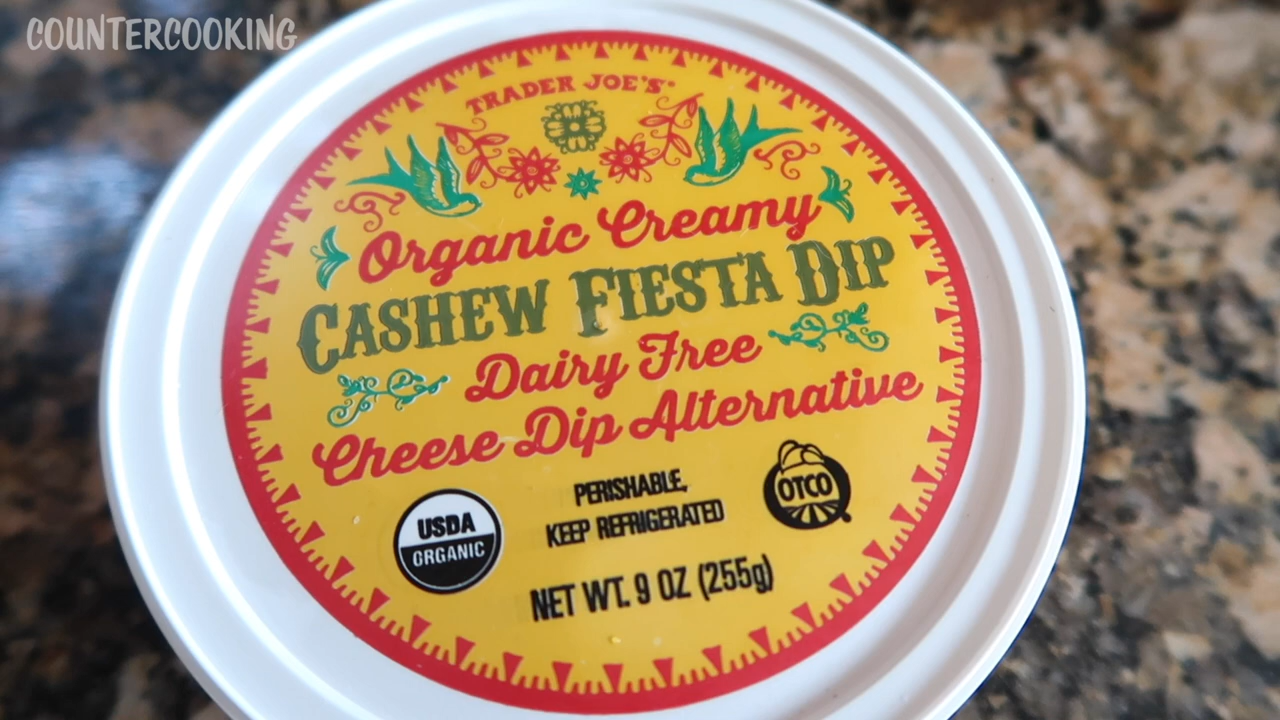 COUNTERCOOKING
TRADER JOE'S®
Organic Creamy
CASHEW FIESTA DIP
Dairy Free
Cheese Dip Alternative
PERISHABLE,
KEEP REFRIGERATED
USDA
ORGANIC
OTCO
NET WT. 9 OZ (255g)